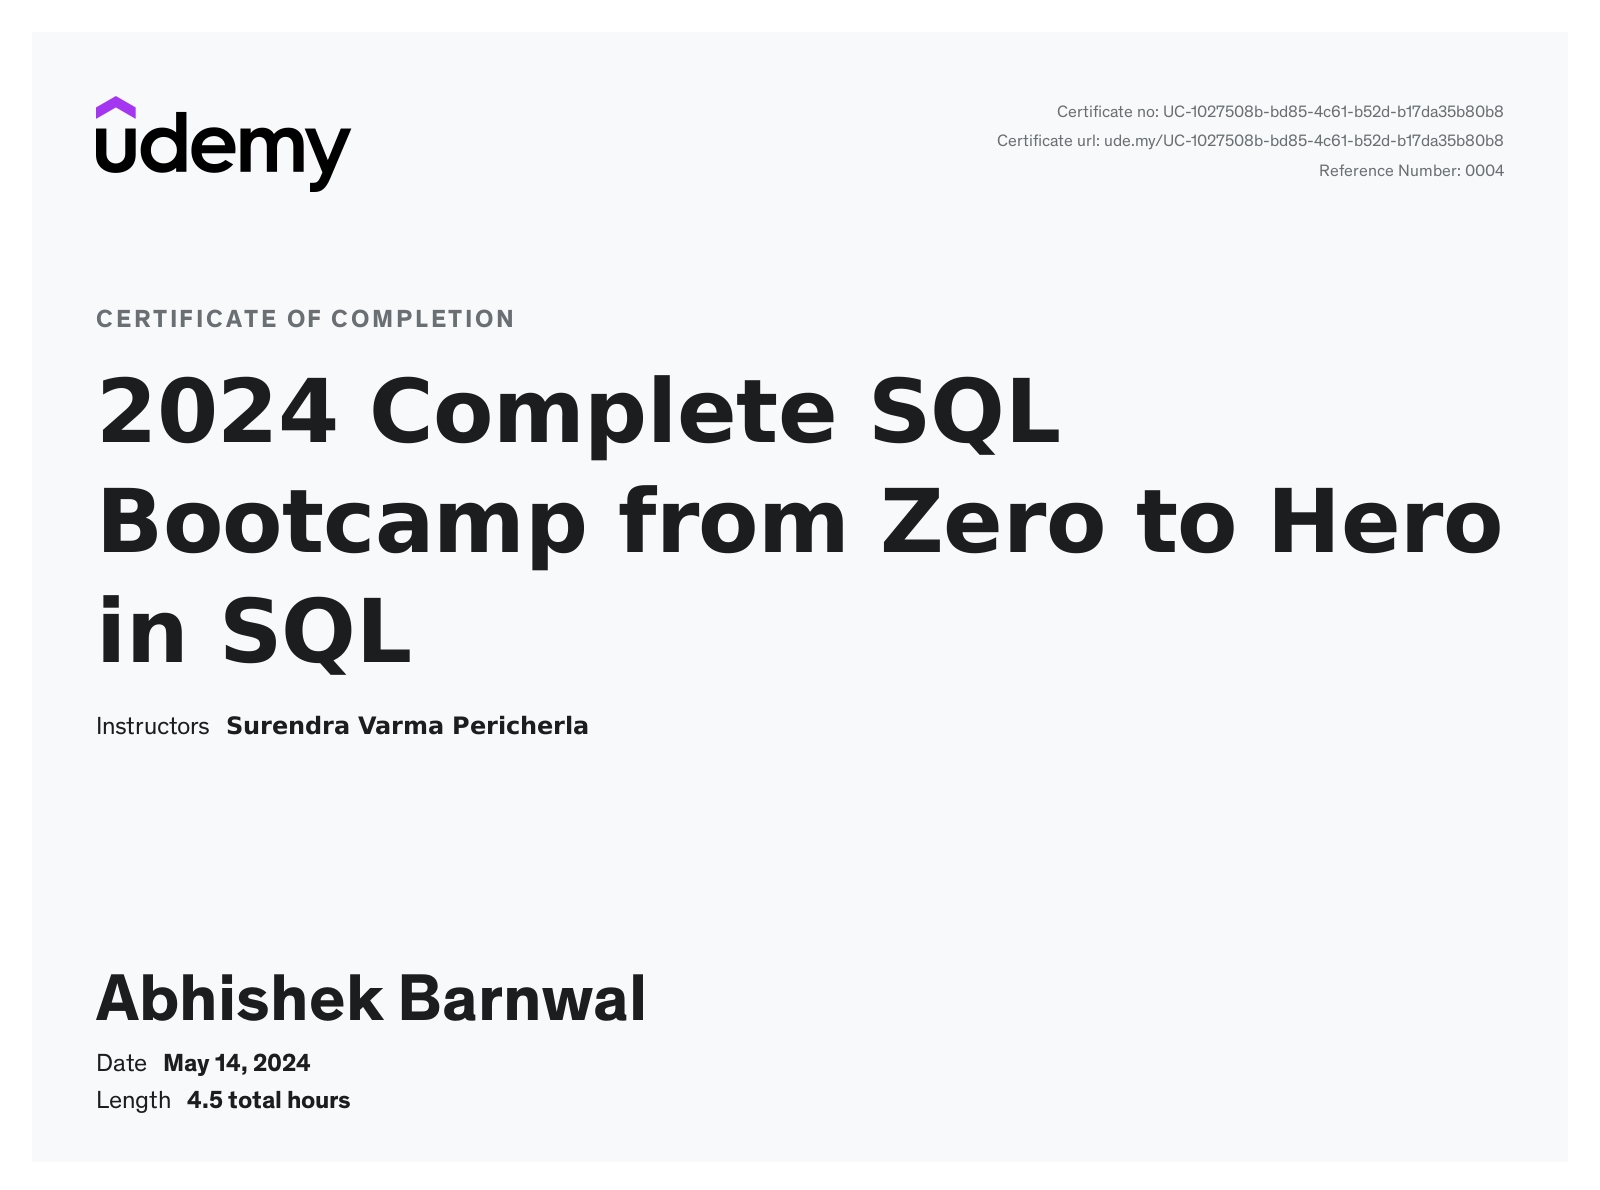 udemy
Certificate no: UC-1027508b-bd85-4c61-b52d-b17da35b80b8
Certificate url: ude.my/UC-1027508b-bd85-4c61-b52d-b17da35b80b8
Reference Number: 0004
CERTIFICATE OF COMPLETION
2024 Complete SQL
Bootcamp from Zero to Hero
in SQL
Instructors Surendra Varma Pericherla
Abhishek Barnwal
Date May 14, 2024
Length 4.5 total hours